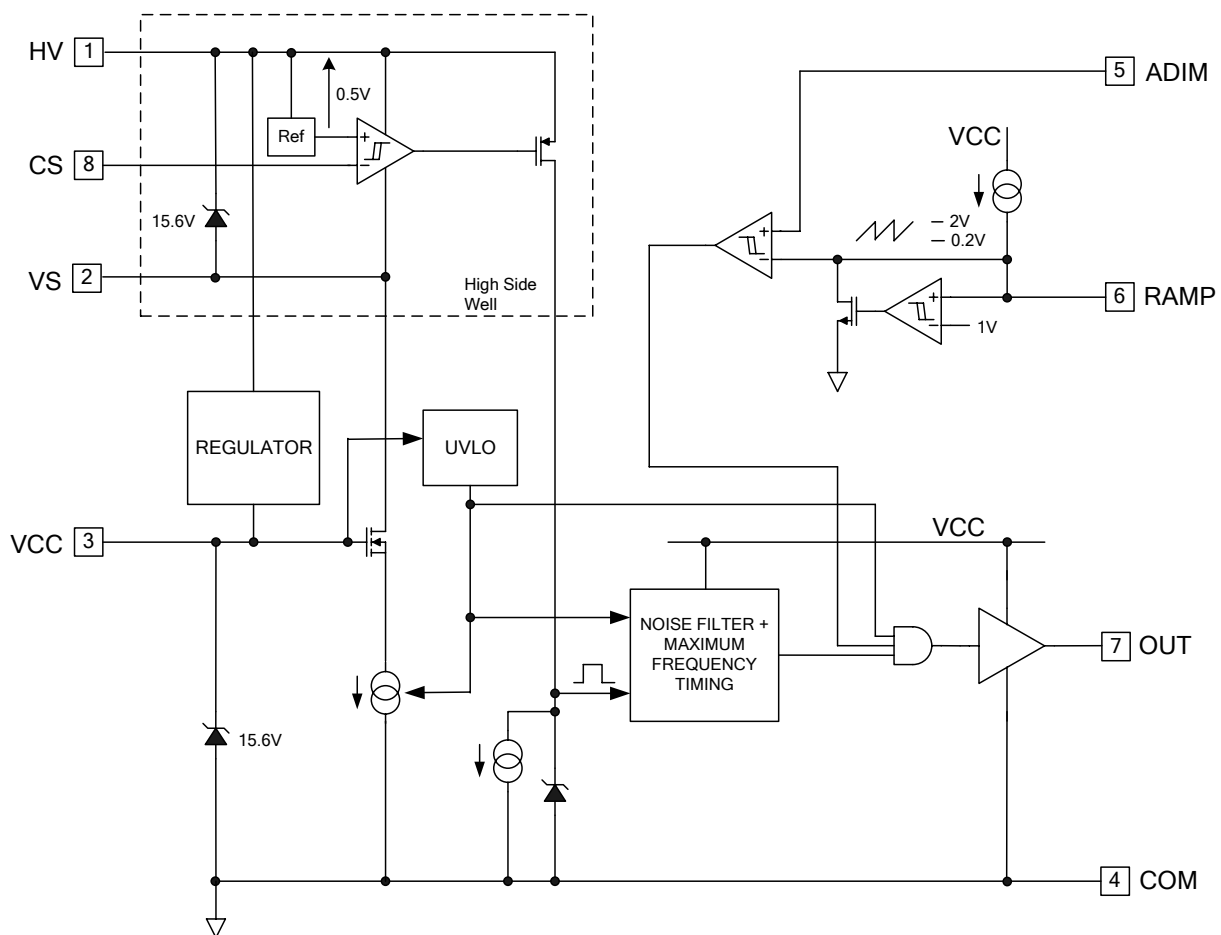 HV 1
0.5V
Ref
+
−
CS 8
15.6V
VS 2
High Side
Well
5 ADIM
VCC
+
−
− 2V
− 0.2V
+
−
1V
6 RAMP
REGULATOR
UVLO
VCC 3
VCC
NOISE FILTER +
MAXIMUM
FREQUENCY
TIMING
7 OUT
15.6V
4 COM